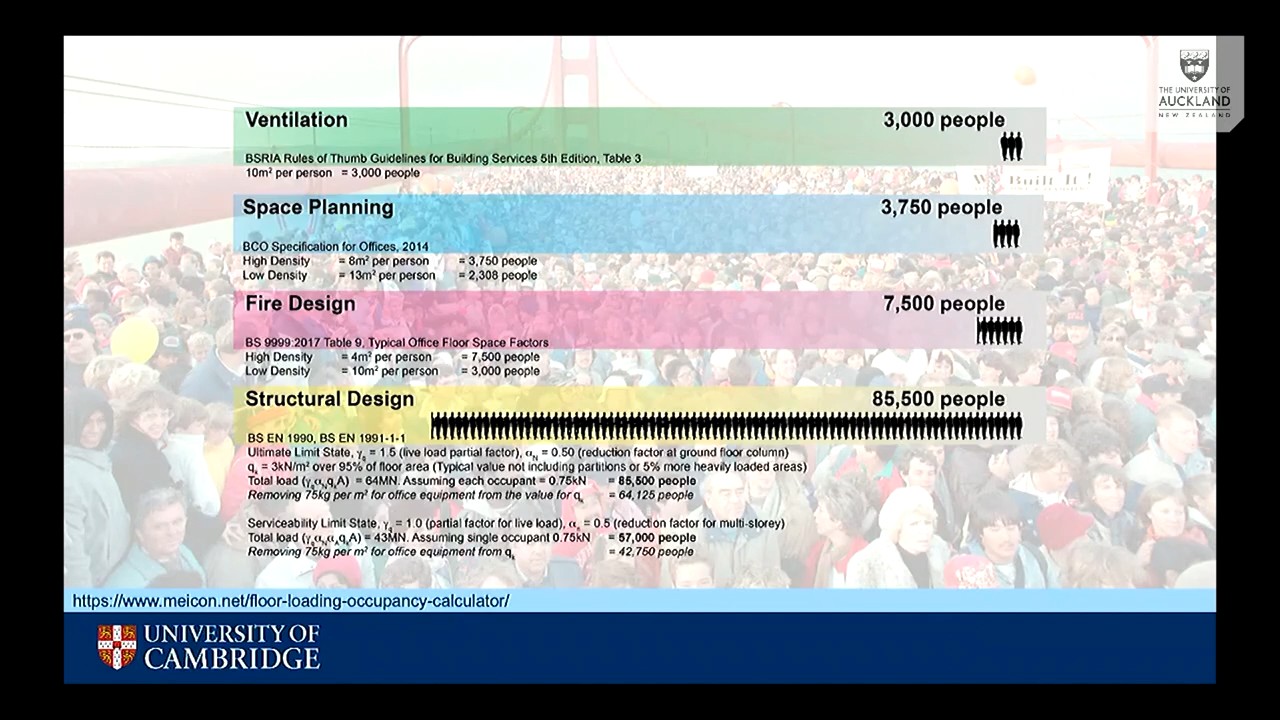 THE UNIVERSITY OF
AUCKLAND
NEW ZEALAND
Ventilation 3,000 people
BSRIA Rules of Thumb Guidelines for Building Services 5th Edition, Table 3
10m² per person = 3,000 people
Built It!
Space Planning 3,750 people
BCO Specification for Offices, 2014
High Density = 8m² per person = 3,750 people
Low Density = 13m² per person = 2,308 people
Fire Design 7,500 people
BS 9999:2017 Table 9, Typical Office Floor Space Factors
High Density = 4m² per person = 7,500 people
Low Density = 10m² per person = 3,000 people
Structural Design 85,500 people
BS EN 1990, BS EN 1991-1-1
Ultimate Limit State, γq = 1.5 (live load partial factor), αN = 0.50 (reduction factor at ground floor column)
qk = 3kN/m² over 95% of floor area (Typical value not including partitions or 5% more heavily loaded areas)
Total load (γqαNqkA) = 64MN. Assuming each occupant = 0.75kN = 85,500 people
Removing 75kg per m² for office equipment from the value for qk = 64,125 people
Serviceability Limit State, γq = 1.0 (partial factor for live load), α = 0.5 (reduction factor for multi-storey)
Total load (γqαnαAqkA) = 43MN. Assuming single occupant 0.75kN = 57,000 people
Removing 75kg per m² for office equipment from qk = 42,750 people
https://www.meicon.net/floor-loading-occupancy-calculator/
UNIVERSITY OF
CAMBRIDGE